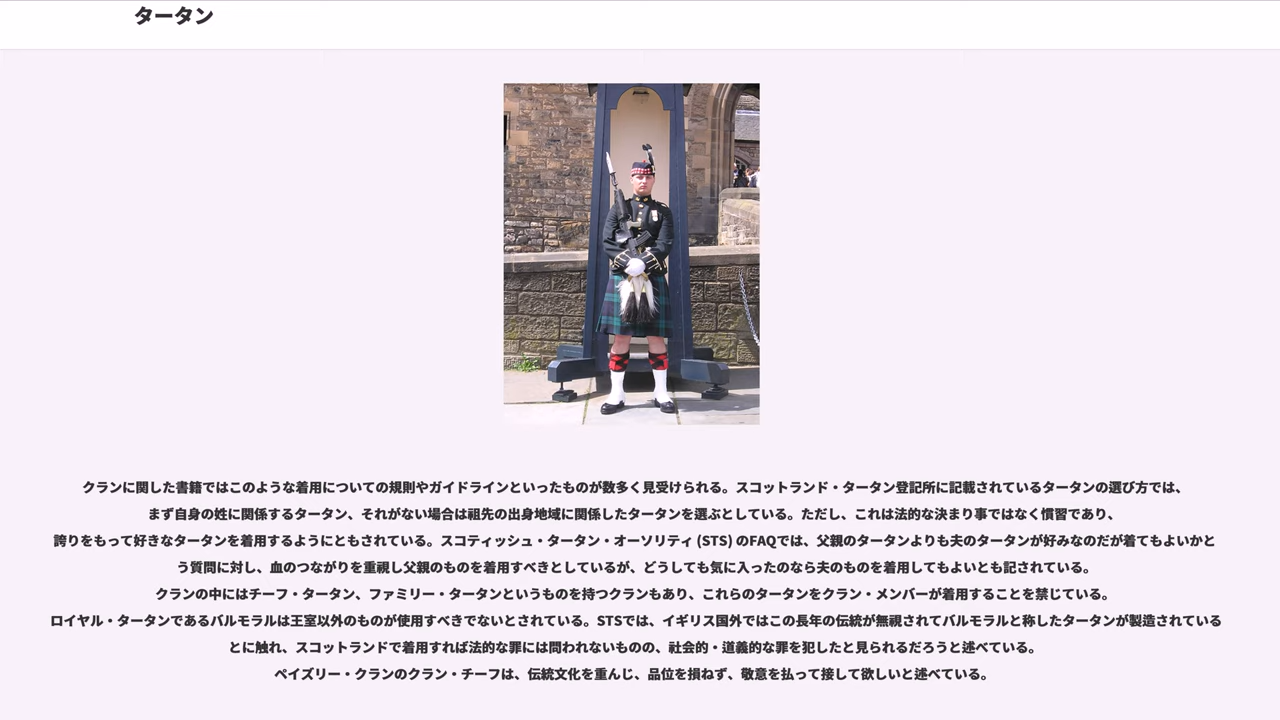 タータン
クランに関した書籍ではこのような着用についての規則やガイドラインといったものが数多く見受けられる。スコットランド・タータン登記所に記載されているタータンの選び方では、
まず自身の姓に関係するタータン、それがない場合は祖先の出身地域に関係したタータンを選ぶとしている。ただし、これは法的な決まり事ではなく慣習であり、
誇りをもって好きなタータンを着用するようにともされている。スコティッシュ・タータン・オーソリティ (STS) のFAQでは、父親のタータンよりも夫のタータンが好みなのだが着てもよいかと
う質問に対し、血のつながりを重視し父親のものを着用すべきとしているが、どうしても気に入ったのなら夫のものを着用してもよいとも記されている。
クランの中にはチーフ・タータン、ファミリー・タータンというものを持つクランもあり、これらのタータンをクラン・メンバーが着用することを禁じている。
ロイヤル・タータンであるバルモラルは王室以外のものが使用すべきでないとされている。STSでは、イギリス国外ではこの長年の伝統が無視されてバルモラルと称したタータンが製造されている
とに触れ、スコットランドで着用すれば法的な罪には問われないものの、社会的・道義的な罪を犯したと見られるだろうと述べている。
ペイズリー・クランのクラン・チーフは、伝統文化を重んじ、品位を損ねず、敬意を払って接して欲しいと述べている。